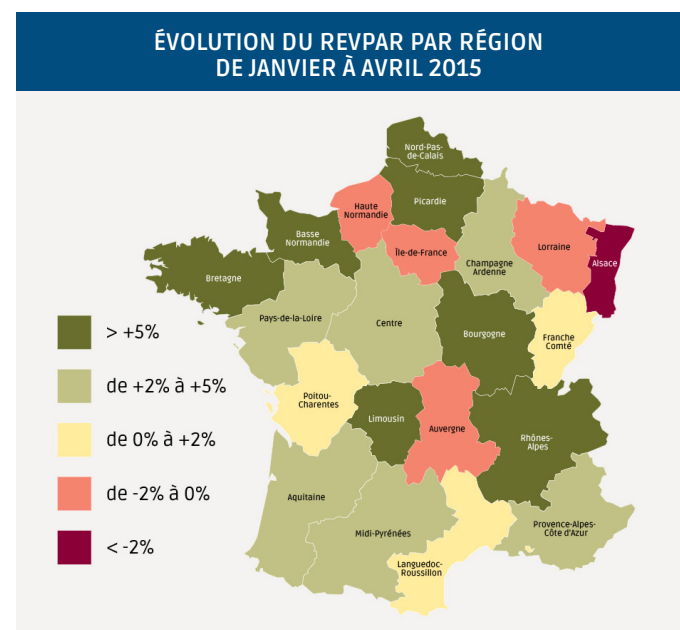 ÉVOLUTION DU REVPAR PAR RÉGION
DE JANVIER À AVRIL 2015
Nord-Pas-
de-Calais
Picardie
Haute
Normandie
Basse
Normandie
Île-de-France
Champagne
Ardenne
Lorraine
Alsace
Bretagne
Pays-de-la-Loire
Centre
Bourgogne
Franche
Comté
Poitou-
Charentes
Limousin
Auvergne
Rhônes-
Alpes
Aquitaine
Midi-Pyrénées
Languedoc-
Roussillon
Provence-Alpes-
Côte d'Azur
> +5%
de +2% à +5%
de 0% à +2%
de -2% à 0%
< -2%